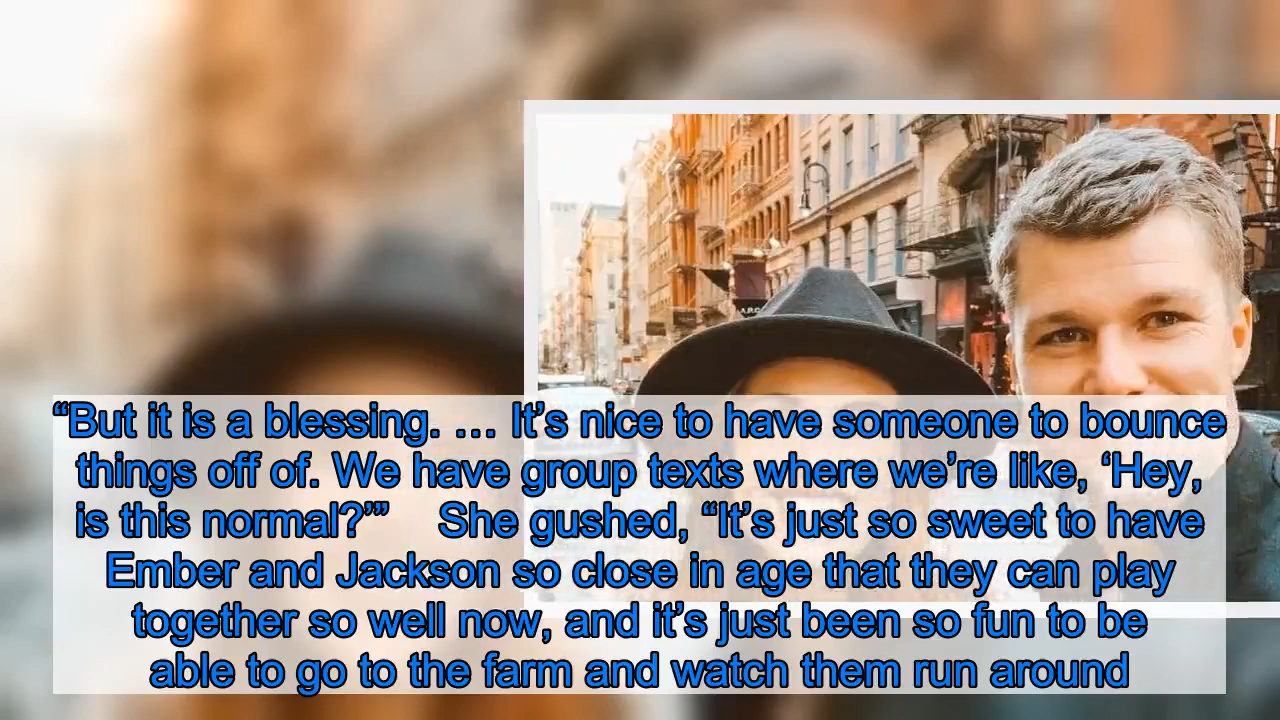 “But it is a blessing. … It’s nice to have someone to bounce
things off of. We have group texts where we’re like, ‘Hey,
is this normal?’” She gushed, “It’s just so sweet to have
Ember and Jackson so close in age that they can play
together so well now, and it’s just been so fun to be
able to go to the farm and watch them run around